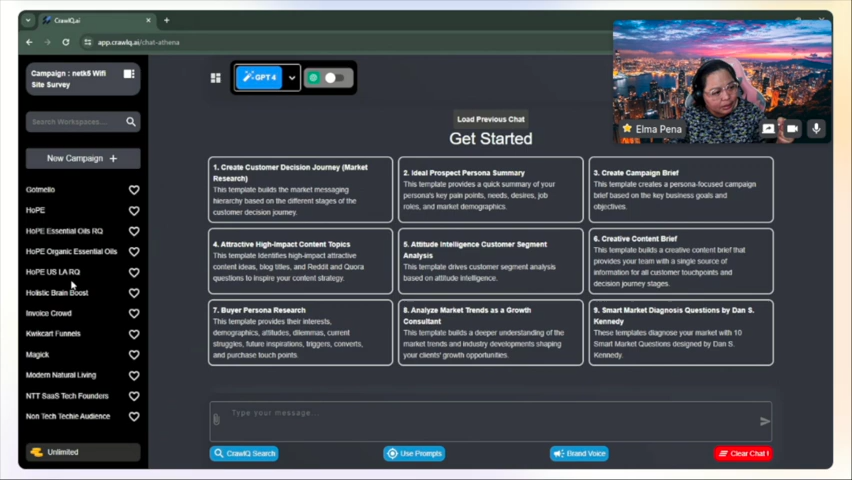 CrawlQ.ai
app.crawlq.ai/chat-athena
Campaign : netk5 Wifi
Site Survey
Search Workspaces...
New Campaign +
Gotmello
HoPE
HoPE Essential Oils RQ
HoPE Organic Essential Oils
HoPE US LA RQ
Holistic Brain Boost
Invoice Crowd
Kwikcart Funnels
Magick
Modern Natural Living
NTT SaaS Tech Founders
Non Tech Techie Audience
Unlimited
GPT 4
Load Previous Chat
Get Started
1. Create Customer Decision Journey (Market
Research)
This template builds the market messaging
hierarchy based on the different stages of the
customer decision journey.
2. Ideal Prospect Persona Summary
This template provides a quick summary of your
persona's key pain points, needs, desires, job
roles, and market demographics.
3. Create Campaign Brief
This template creates a persona-focused campaign
brief based on the key business goals and
objectives.
4. Attractive High-Impact Content Topics
This template Identifies high-impact attractive
content ideas, blog titles, and Reddit and Quora
questions to inspire your content strategy.
5. Attitude Intelligence Customer Segment
Analysis
This template drives customer segment analysis
based on attitude intelligence.
6. Creative Content Brief
This template builds a creative content brief that
provides your team with a single source of
information for all customer touchpoints and
decision journey stages.
7. Buyer Persona Research
This template provides their interests,
demographics, attitudes, dilemmas, current
struggles, future inspirations, triggers, converts,
and purchase touch points.
8. Analyze Market Trends as a Growth
Consultant
This template builds a deeper understanding of the
market trends and industry developments shaping
your clients' growth opportunities.
9. Smart Market Diagnosis Questions by Dan S.
Kennedy
These templates diagnose your market with 10
Smart Market Questions designed by Dan S.
Kennedy.
Type your message...
CrawlQ Search
Use Prompts
Brand Voice
Clear Chat !
Elma Pena